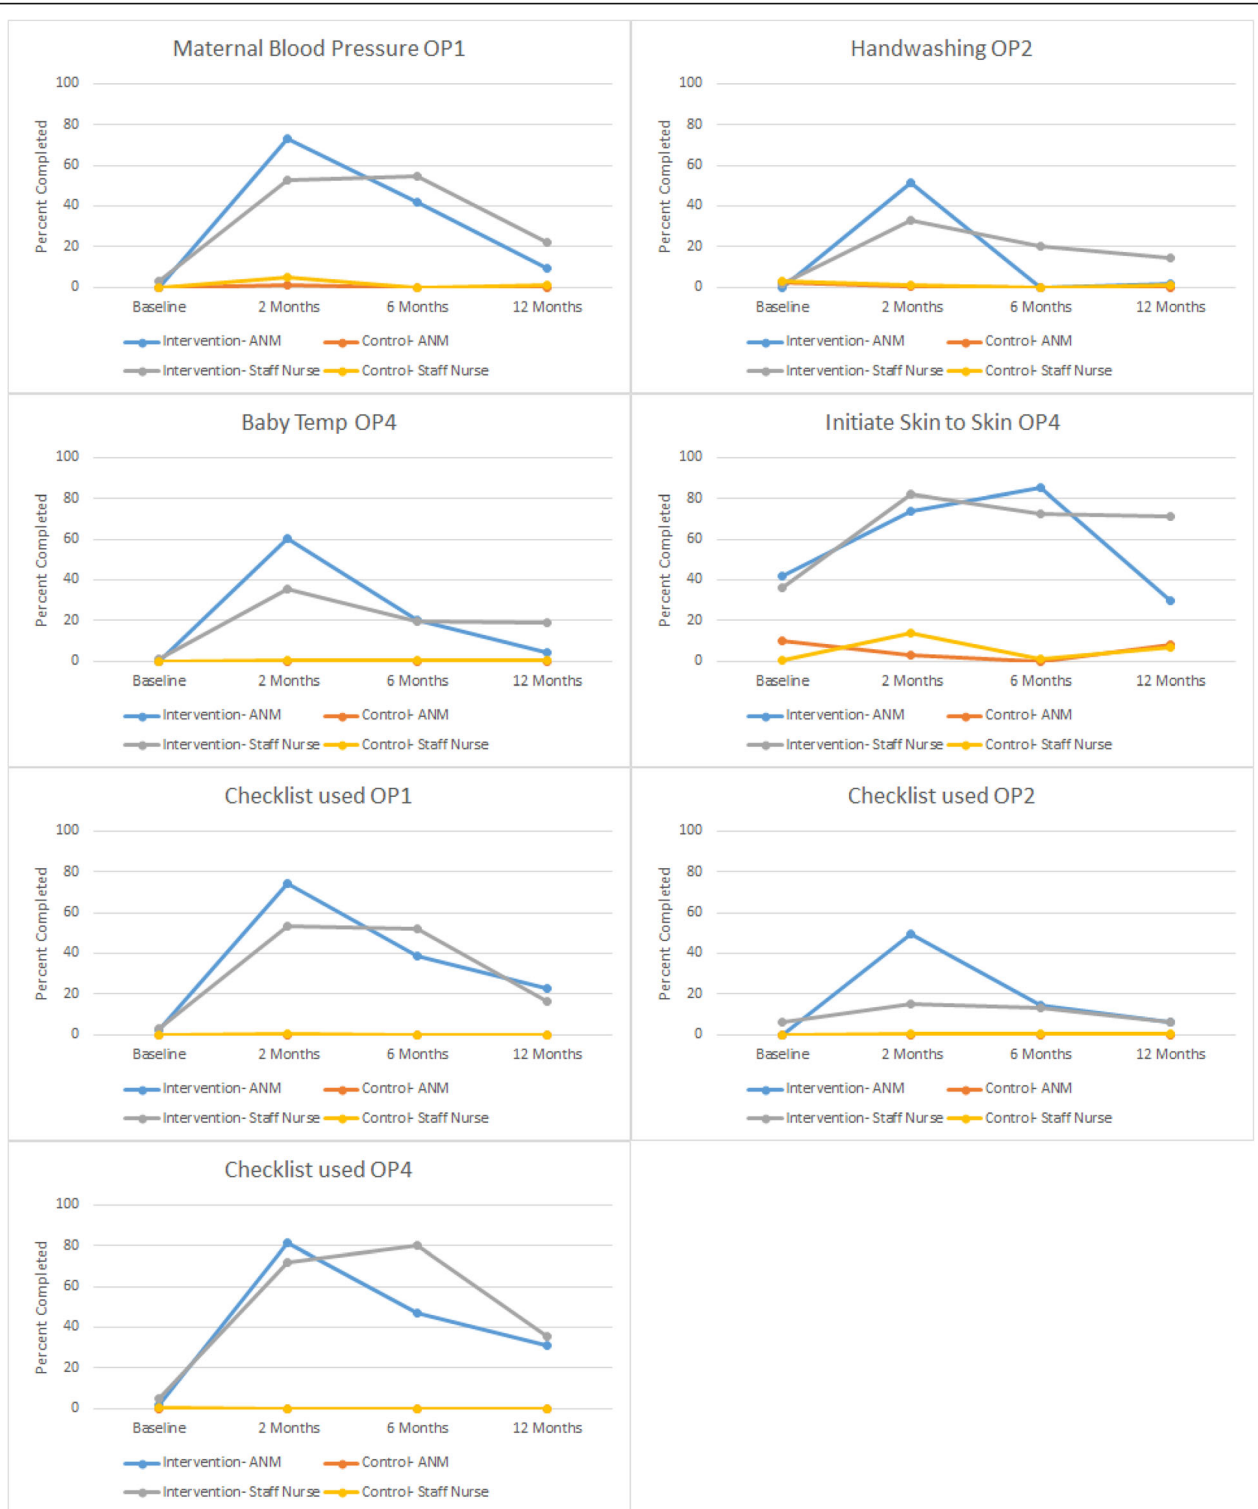 Maternal Blood Pressure OP1
100
80
60
40
20
0
Percent Completed
Baseline 2 Months 6 Months 12 Months
Intervention- ANM Control- ANM
Intervention- Staff Nurse Control- Staff Nurse
Handwashing OP2
100
80
60
40
20
0
Percent Completed
Baseline 2 Months 6 Months 12 Months
Intervention- ANM Control- ANM
Intervention- Staff Nurse Control- Staff Nurse
Baby Temp OP4
100
80
60
40
20
0
Percent Completed
Baseline 2 Months 6 Months 12 Months
Intervention- ANM Control- ANM
Intervention- Staff Nurse Control- Staff Nurse
Initiate Skin to Skin OP4
100
80
60
40
20
0
Percent Completed
Baseline 2 Months 6 Months 12 Months
Intervention- ANM Control- ANM
Intervention- Staff Nurse Control- Staff Nurse
Checklist used OP1
100
80
60
40
20
0
Percent Completed
Baseline 2 Months 6 Months 12 Months
Intervention- ANM Control- ANM
Intervention- Staff Nurse Control- Staff Nurse
Checklist used OP2
100
80
60
40
20
0
Percent Completed
Baseline 2 Months 6 Months 12 Months
Intervention- ANM Control- ANM
Intervention- Staff Nurse Control- Staff Nurse
Checklist used OP4
100
80
60
40
20
0
Percent Completed
Baseline 2 Months 6 Months 12 Months
Intervention- ANM Control- ANM
Intervention- Staff Nurse Control- Staff Nurse